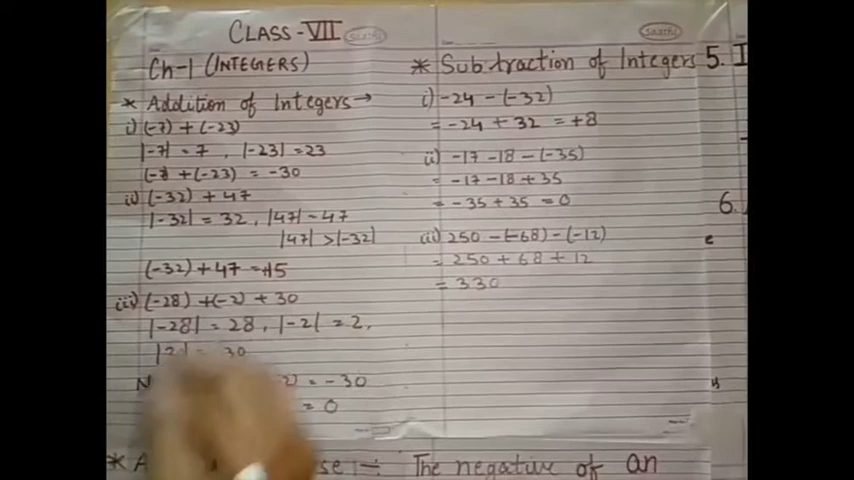 CLASS-VII
Ch-1 (INTEGERS)
* Addition of Integers→
i) (-7) + (-23)
|-7| = 7 , |-23| = 23
(-7) + (-23) = -30
ii) (-32) + 47
|-32| = 32, |47| = 47
|47| > |-32|
(-32) + 47 = +15
iii) (-28) + (-2) + 30
|-28| = 28, |-2| = 2,
= 30
= -30
= 0
* Subtraction of Integers
i) -24 - (-32)
= -24 + 32 = +8
ii) -17 - 18 - (-35)
= -17 - 18 + 35
= -35 + 35 = 0
iii) 250 - (-68) - (-12)
= 250 + 68 + 12
= 330
5. I
6.
* A
The negative of an